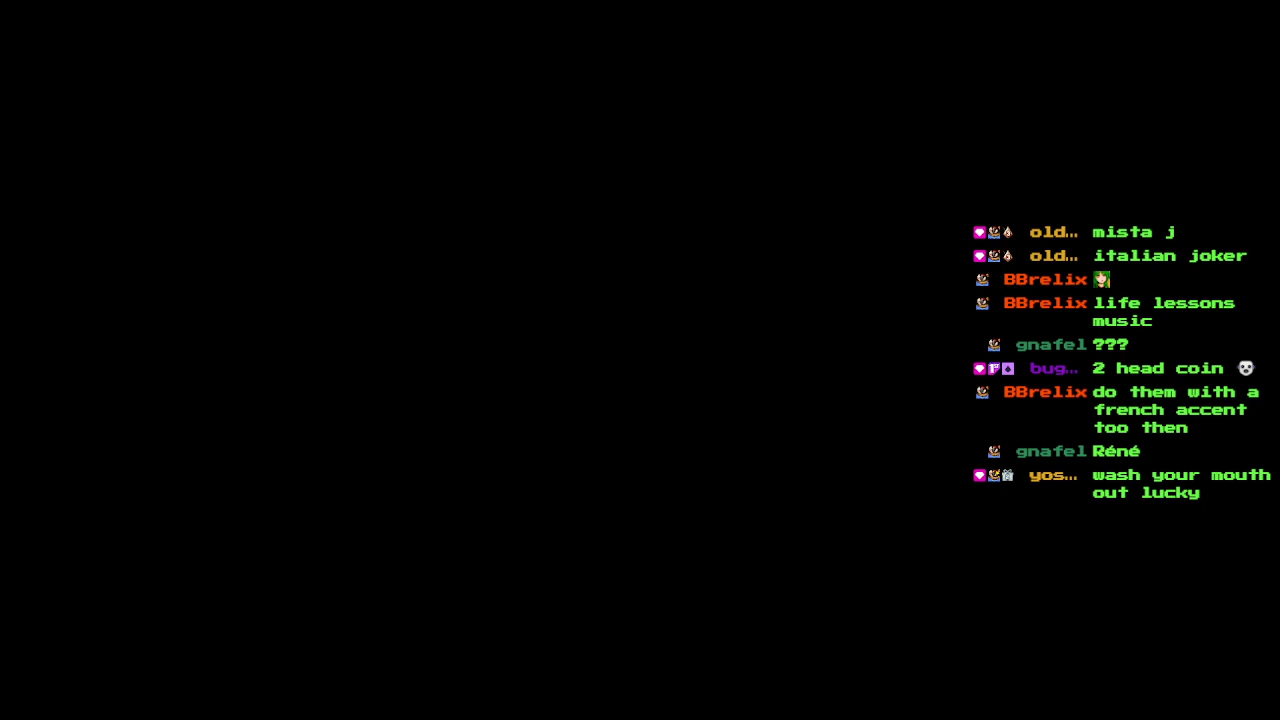 old… mista j
old… italian joker
BBrelix
BBrelix life lessons
music
gnafel ???
bug… 2 head coin
BBrelix do them with a
french accent
too then
gnafel Réné
yos… wash your mouth
out lucky